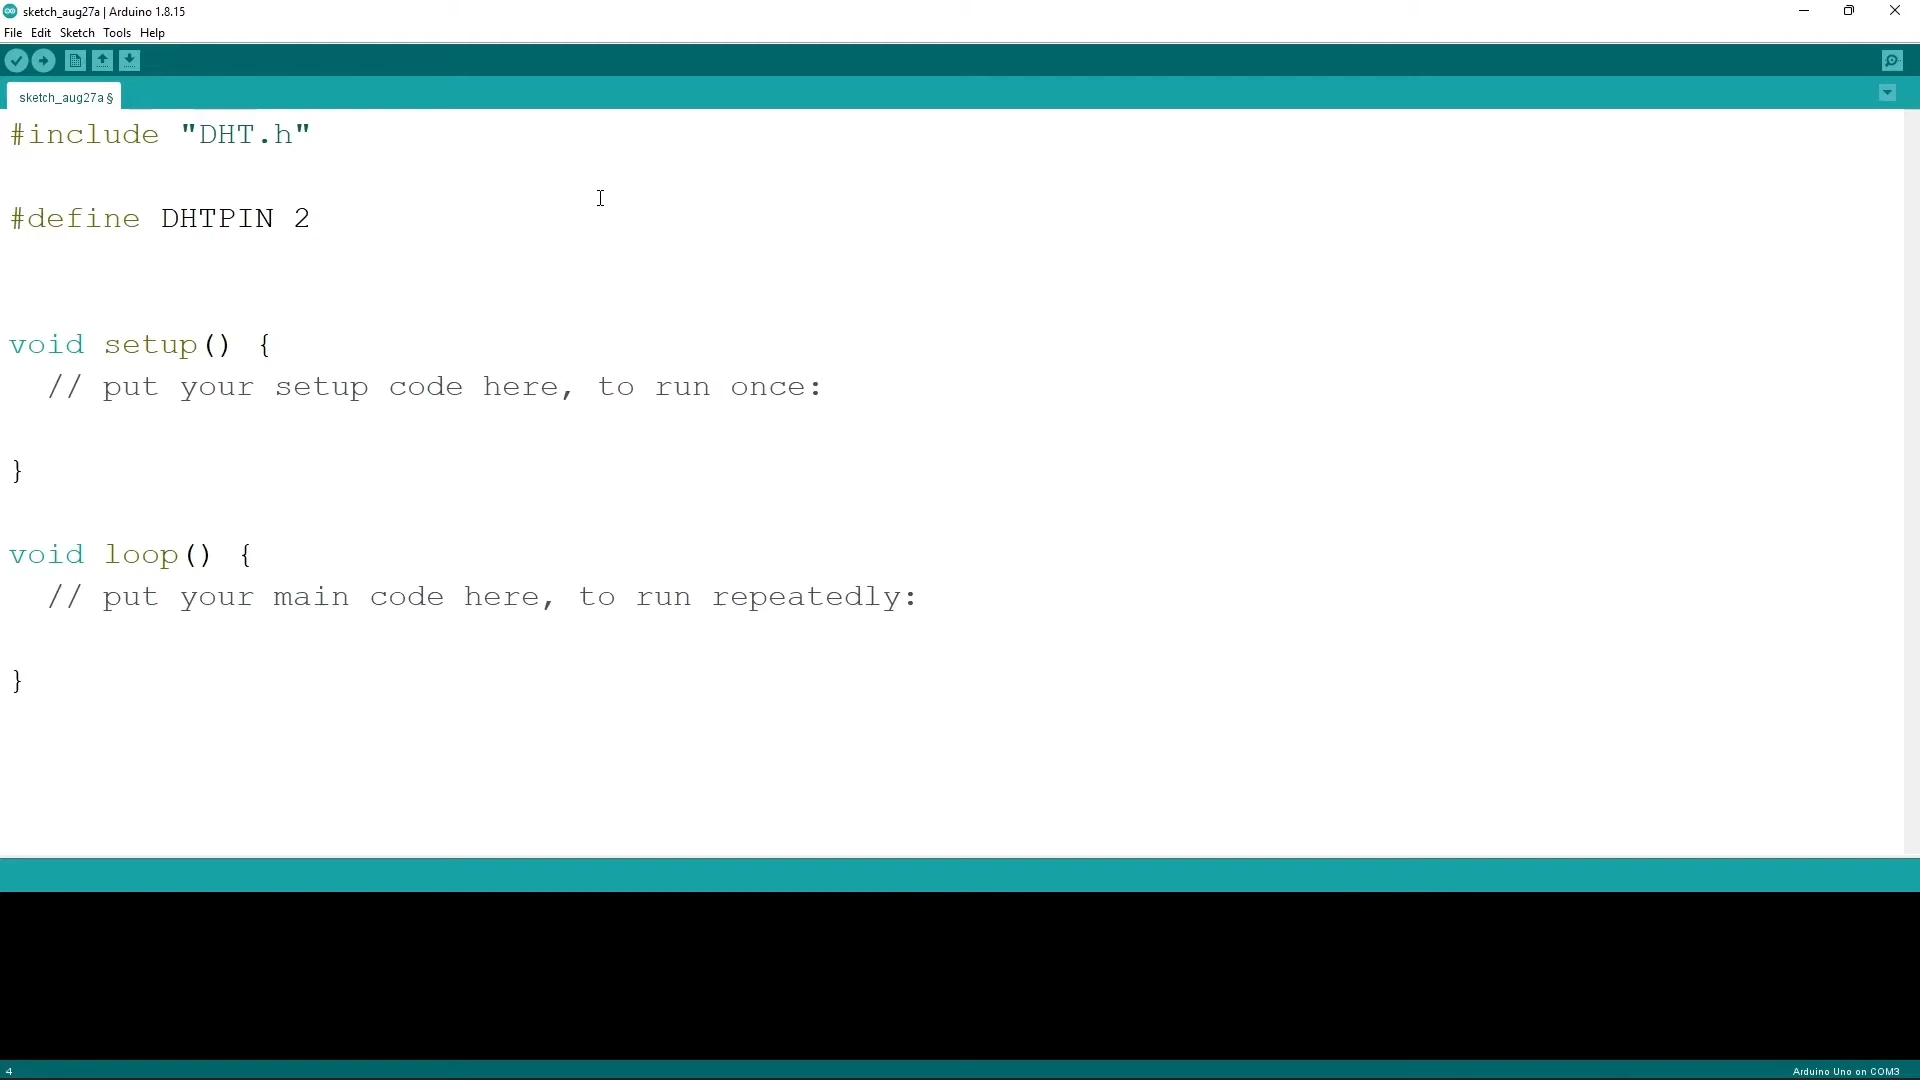 sketch_aug27a | Arduino 1.8.15
File Edit Sketch Tools Help
sketch_aug27a §
#include "DHT.h"
#define DHTPIN 2
void setup() {
  // put your setup code here, to run once:
}
void loop() {
  // put your main code here, to run repeatedly:
}
4
Arduino Uno on COM3